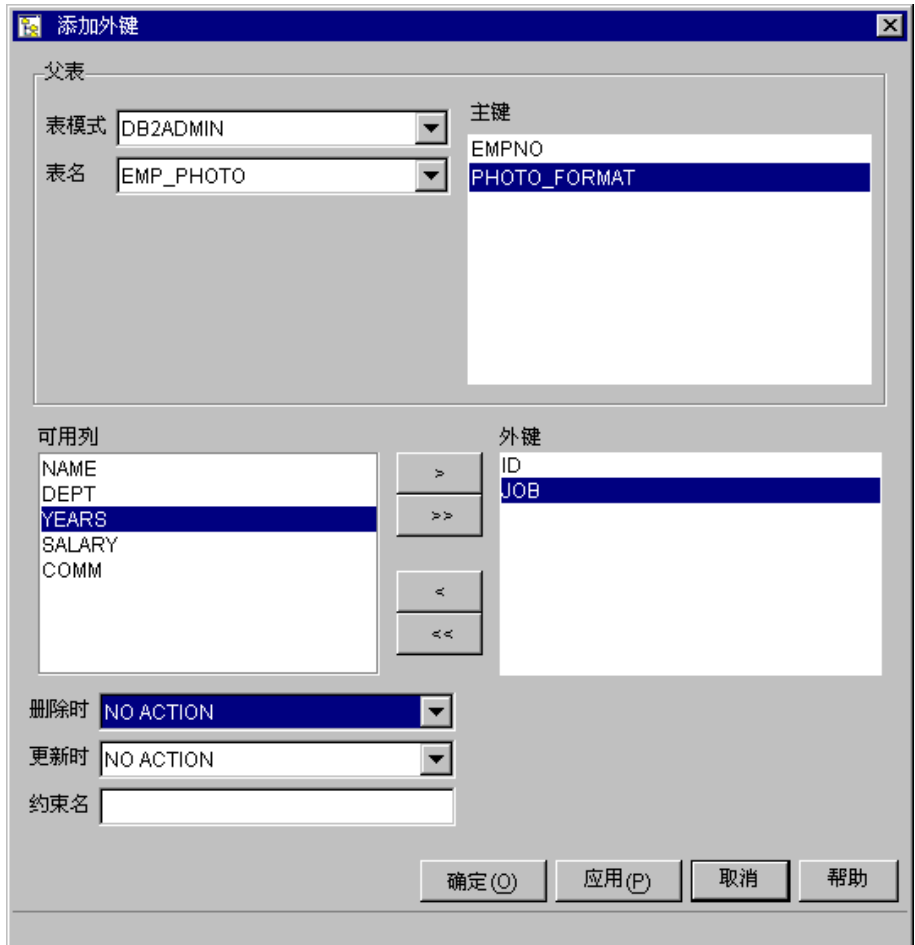 添加外键
父表
表模式 DB2ADMIN
表名 EMP_PHOTO
主键
EMPNO
PHOTO_FORMAT
可用列
NAME
DEPT
YEARS
SALARY
COMM
>
>>
<
<<
外键
ID
JOB
删除时 NO ACTION
更新时 NO ACTION
约束名
确定(O) 应用(P) 取消 帮助